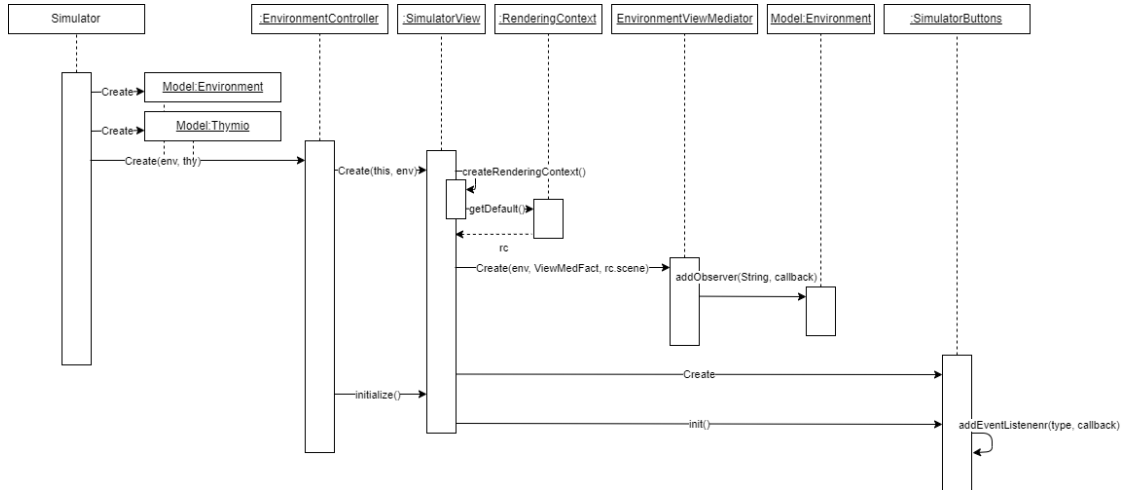 Simulator
:EnvironmentController
:SimulatorView
:RenderingContext
EnvironmentViewMediator
Model:Environment
:SimulatorButtons
Create
Model:Environment
Create
Model:Thymio
Create(env, thy)
Create(this, env)
createRenderingContext()
getDefault()
rc
Create(env, ViewMedFact, rc.scene)
addObserver(String, callback)
Create
initialize()
init()
addEventListenenr(type, callback)